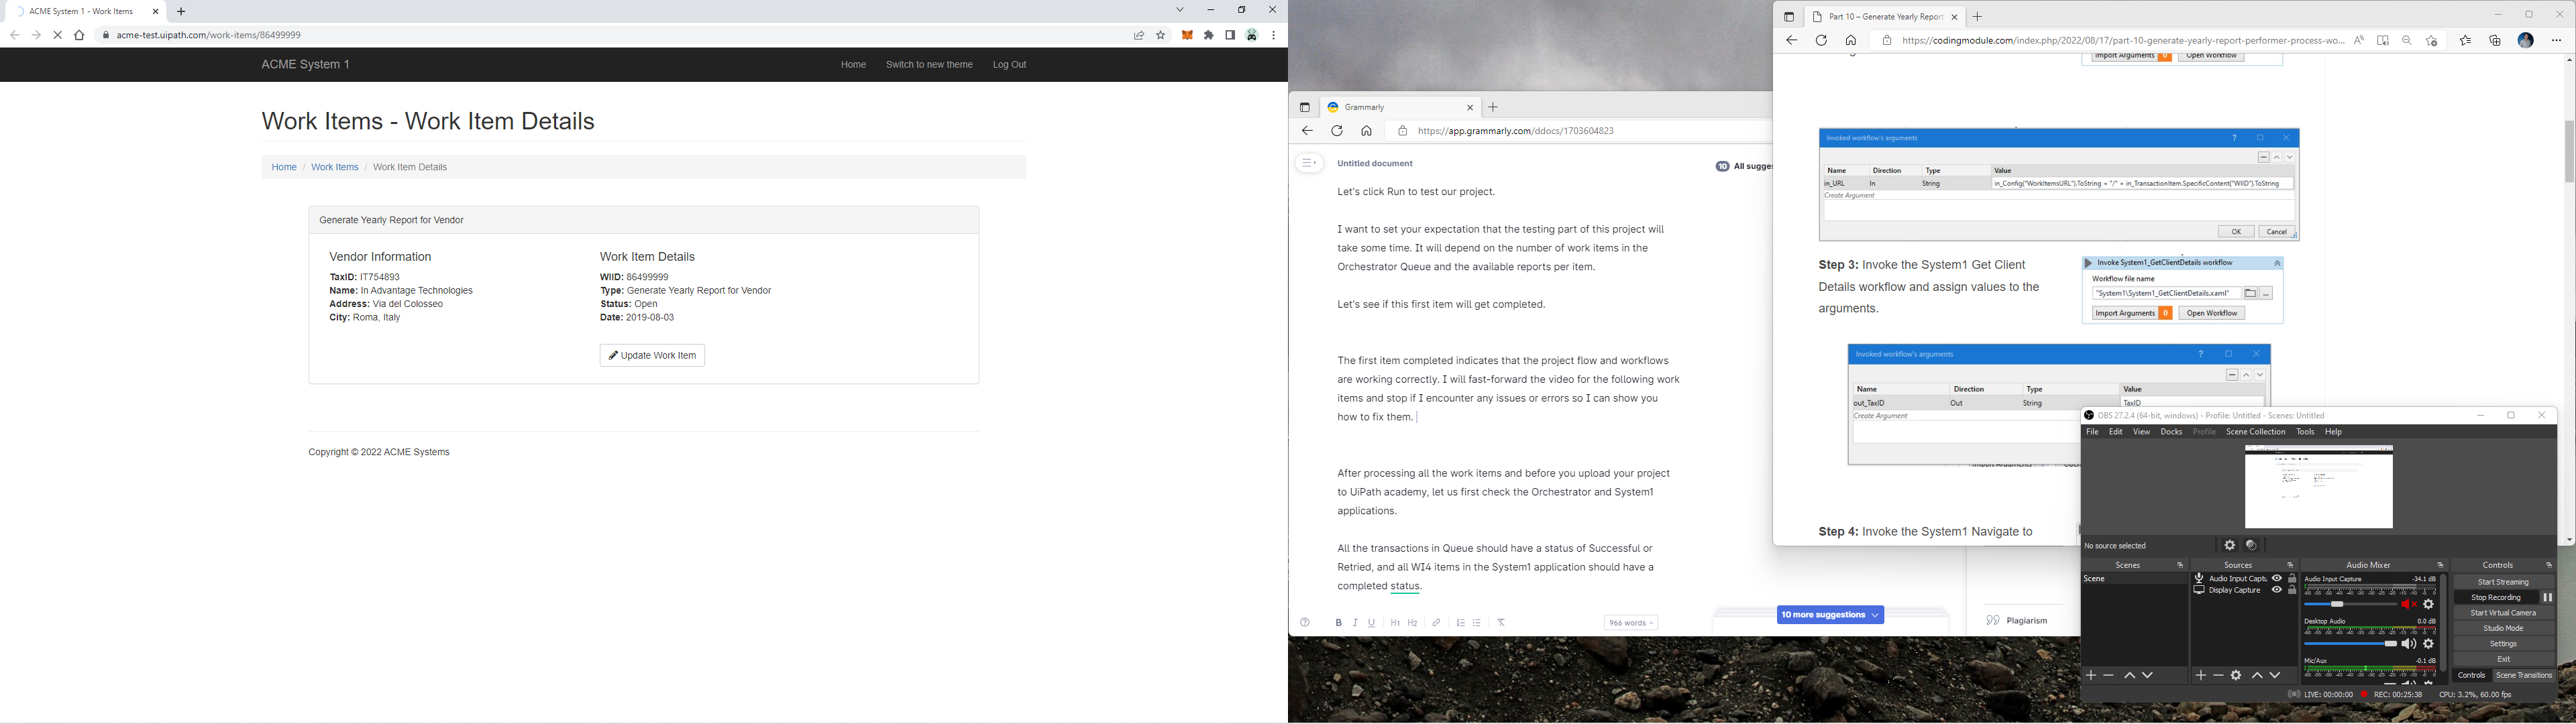 ACME System 1 - Work Items
acme-test.uipath.com/work-items/86499999
ACME System 1
Home
Switch to new theme
Log Out
Work Items - Work Item Details
Home / Work Items / Work Item Details
Generate Yearly Report for Vendor
Vendor Information
TaxID: IT754893
Name: In Advantage Technologies
Address: Via del Colosseo
City: Roma, Italy
Work Item Details
WIID: 86499999
Type: Generate Yearly Report for Vendor
Status: Open
Date: 2019-08-03
Update Work Item
Copyright © 2022 ACME Systems
Grammarly
https://app.grammarly.com/ddocs/1703604823
Untitled document
10 All sugges
Let's click Run to test our project.
I want to set your expectation that the testing part of this project will
take some time. It will depend on the number of work items in the
Orchestrator Queue and the available reports per item.
Let's see if this first item will get completed.
The first item completed indicates that the project flow and workflows
are working correctly. I will fast-forward the video for the following work
items and stop if I encounter any issues or errors so I can show you
how to fix them.
After processing all the work items and before you upload your project
to UiPath academy, let us first check the Orchestrator and System1
applications.
All the transactions in Queue should have a status of Successful or
Retried, and all WI4 items in the System1 application should have a
completed status.
B I U H1 H2
966 words
10 more suggestions
Plagiarism
Part 10 – Generate Yearly Report
https://codingmodule.com/index.php/2022/08/17/part-10-generate-yearly-report-performer-process-wo...
Import Arguments 0 Open Workflow
Invoked workflow's arguments
Name Direction Type Value
in_URL In String in_Config("WorkItemsURL").ToString + "/" + in_TransactionItem.SpecificContent("WIID").ToString
Create Argument
OK Cancel
Step 3: Invoke the System1 Get Client
Details workflow and assign values to the
arguments.
Invoke System1_GetClientDetails workflow
Workflow file name
"System1\System1_GetClientDetails.xaml"
Import Arguments 0 Open Workflow
Invoked workflow's arguments
Name Direction Type Value
out_TaxID Out String TaxID
Create Argument
Step 4: Invoke the System1 Navigate to
OBS 27.2.4 (64-bit, windows) - Profile: Untitled - Scenes: Untitled
File Edit View Docks Profile Scene Collection Tools Help
No source selected
Scenes
Scene
Sources
Audio Input Captu
Display Capture
Audio Mixer
Audio Input Capture -34.1 dB
Desktop Audio 0.0 dB
Mic/Aux -0.1 dB
Controls
Start Streaming
Stop Recording
Start Virtual Camera
Studio Mode
Settings
Exit
Controls Scene Transitions
LIVE: 00:00:00 REC: 00:25:38 CPU: 3.2%, 60.00 fps